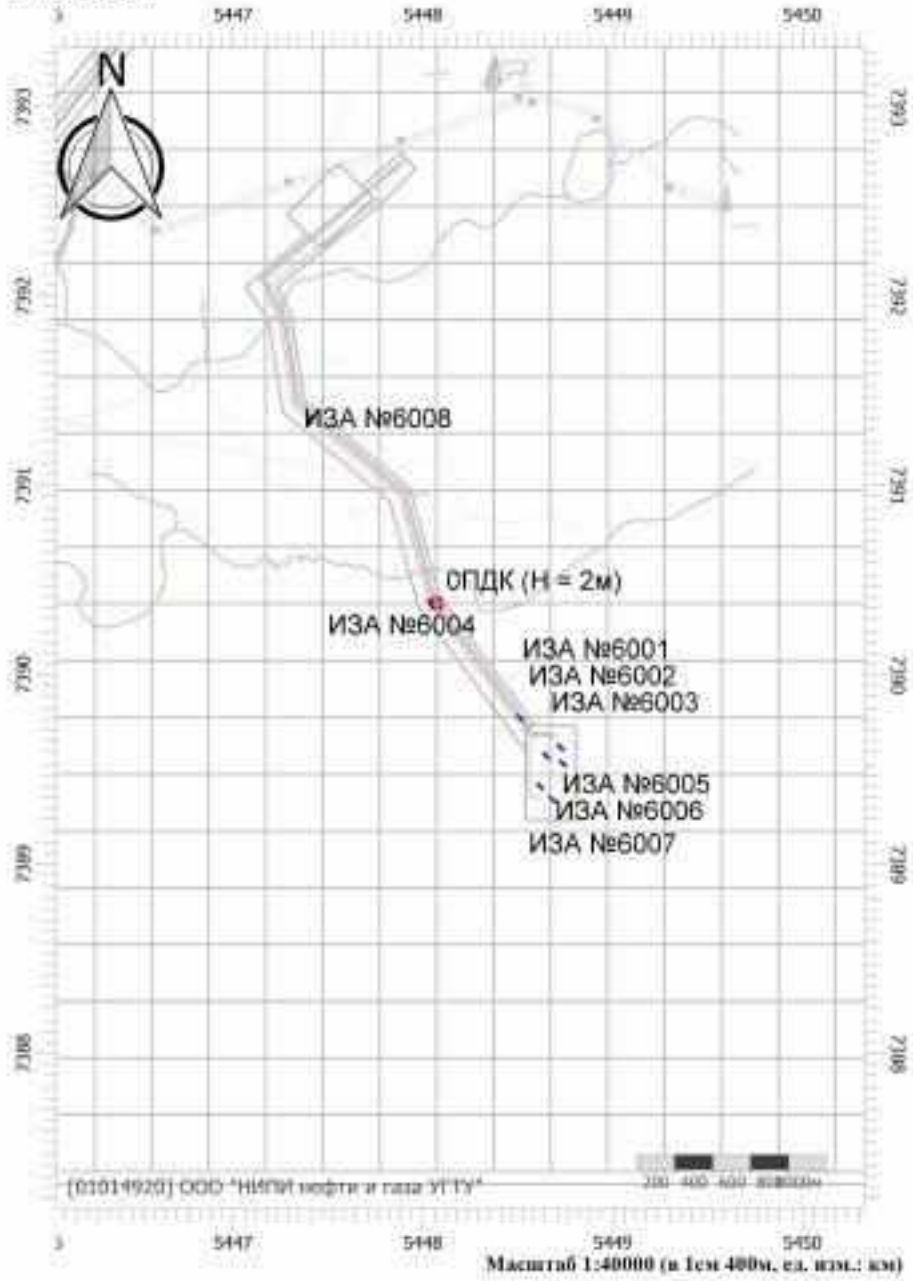 5447 5448 5449 5450
N
7393 7393
7392 7392
ИЗА №6008
7391 7391
0ПДК (Н = 2м)
ИЗА №6004
ИЗА №6001
7390 7390
ИЗА №6002
ИЗА №6003
ИЗА №6005
ИЗА №6006
ИЗА №6007
7389 7389
7388 7388
200 400 600
[01014920] ООО "НИПИ нефти и газа УГТУ"
5447 5448 5449 5450
Масштаб 1:40000 (в 1см 400м, ед. изм.: км)